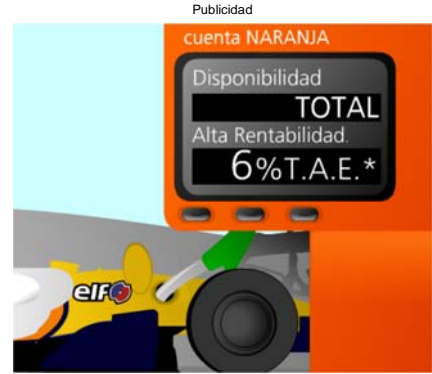 Publicidad
cuenta NARANJA
Disponibilidad
TOTAL
Alta Rentabilidad.
6%T.A.E.*
elf